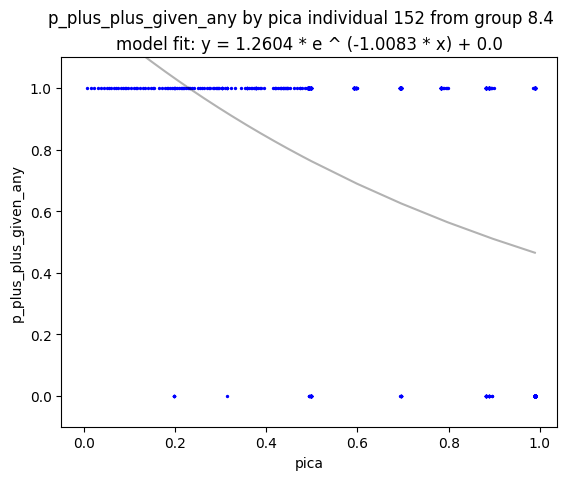 p_plus_plus_given_any by pica individual 152 from group 8.4
model fit: y = 1.2604 * e ^ (-1.0083 * x) + 0.0
1.0
0.8
0.6
0.4
0.2
0.0
p_plus_plus_given_any
0.0 0.2 0.4 0.6 0.8 1.0
pica